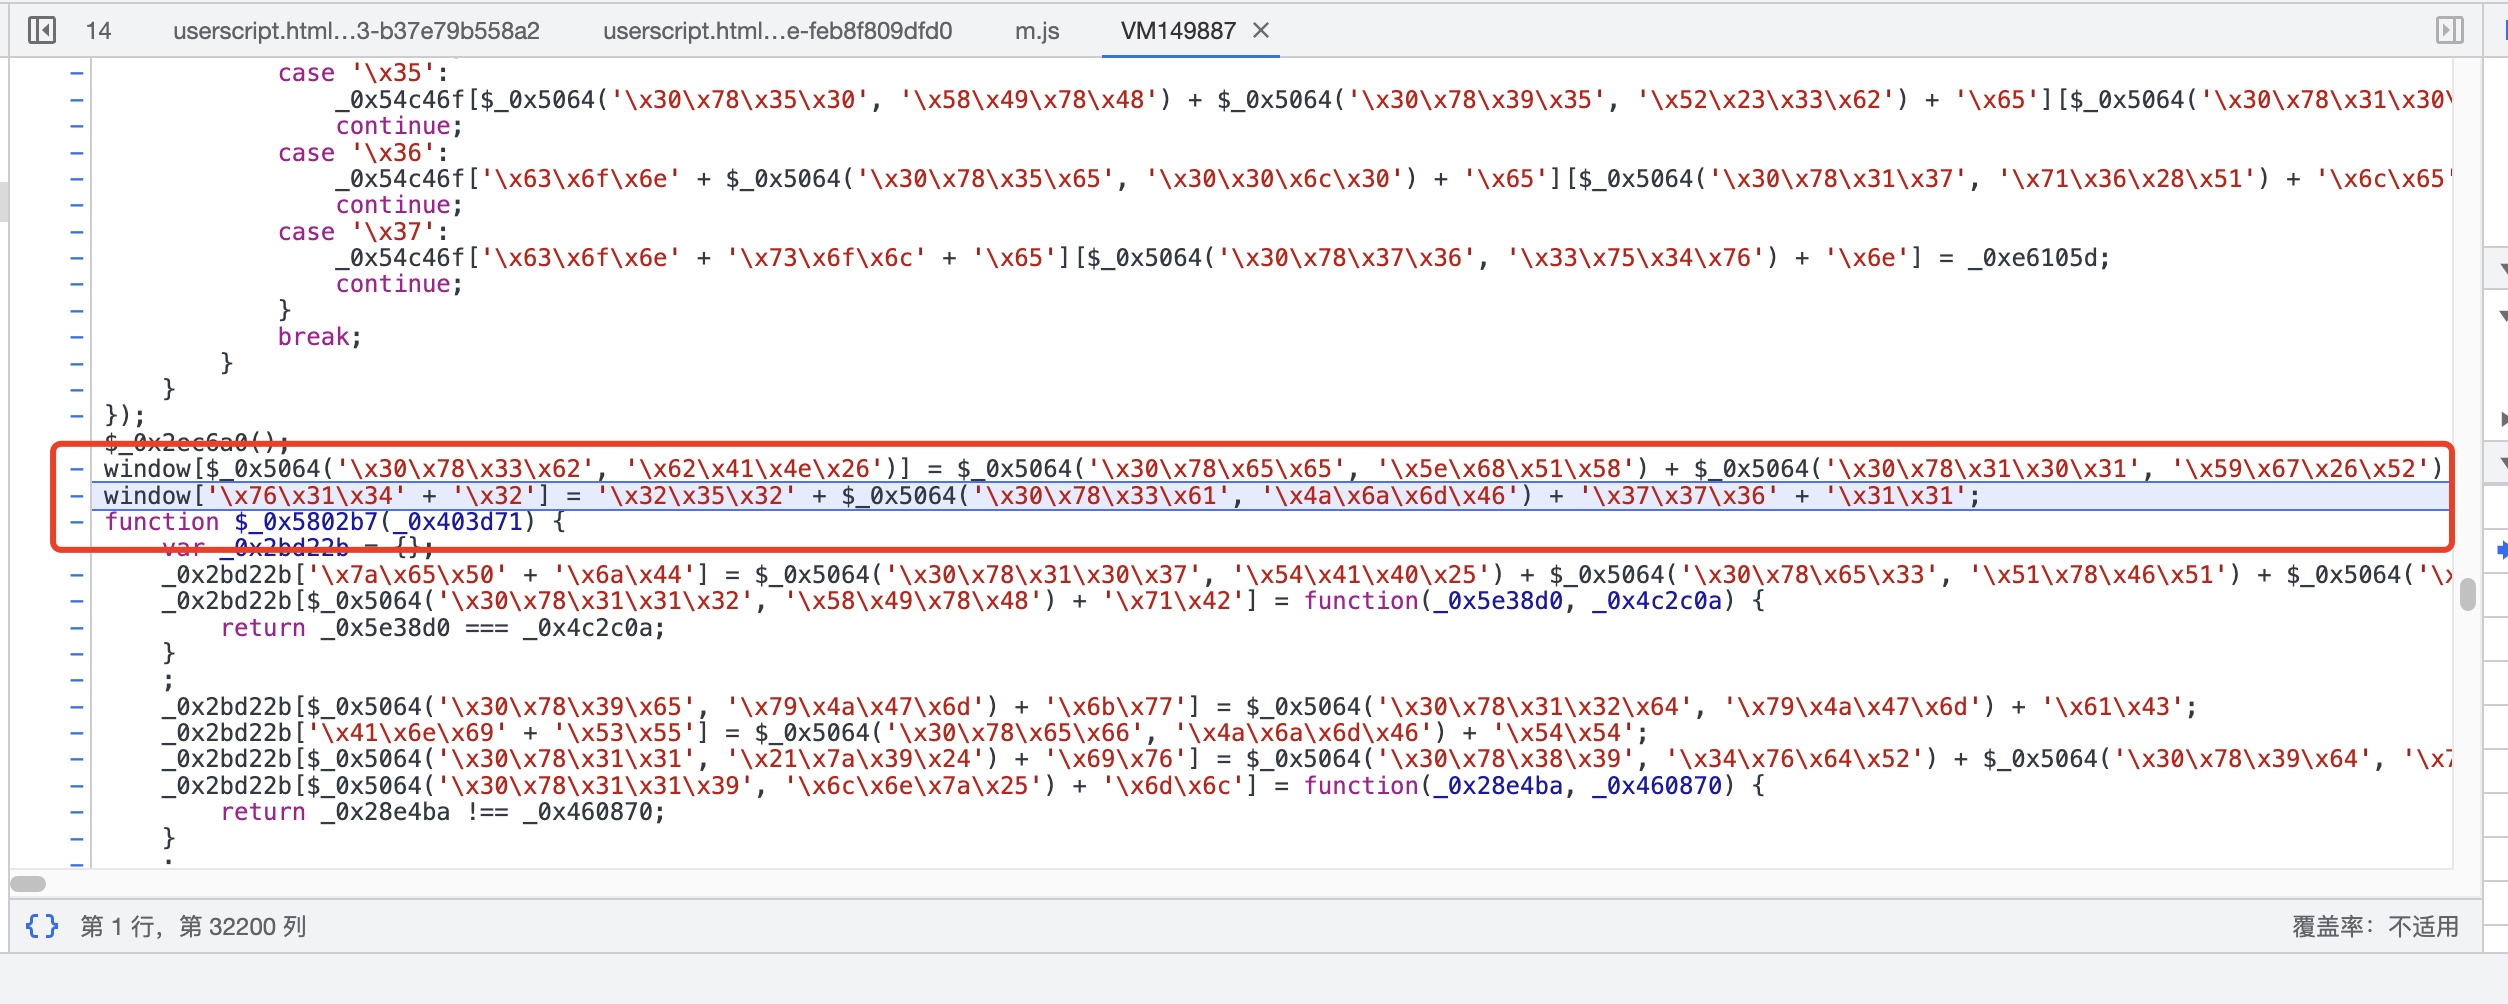 14 userscript.html...3-b37e79b558a2 userscript.html...e-feb8f809dfd0 m.js VM149887
case '\x35':
_0x54c46f[$_0x5064('\x30\x78\x35\x30', '\x58\x49\x78\x48') + $_0x5064('\x30\x78\x39\x35', '\x52\x23\x33\x62') + '\x65'][$_0x5064('\x30\x78\x31\x30\
continue;
case '\x36':
_0x54c46f['\x63\x6f\x6e' + $_0x5064('\x30\x78\x35\x65', '\x30\x30\x6c\x30') + '\x65'][$_0x5064('\x30\x78\x31\x37', '\x71\x36\x28\x51') + '\x6c\x65'
continue;
case '\x37':
_0x54c46f['\x63\x6f\x6e' + '\x73\x6f\x6c' + '\x65'][$_0x5064('\x30\x78\x37\x36', '\x33\x75\x34\x76') + '\x6e'] = _0xe6105d;
continue;
}
break;
}
}
});
$_0x2ec6a0();
window[$_0x5064('\x30\x78\x33\x62', '\x62\x41\x4e\x26')] = $_0x5064('\x30\x78\x65\x65', '\x5e\x68\x51\x58') + $_0x5064('\x30\x78\x31\x30\x31', '\x59\x67\x26\x52')
window['\x76\x31\x34' + '\x32'] = '\x32\x35\x32' + $_0x5064('\x30\x78\x33\x61', '\x4a\x6a\x6d\x46') + '\x37\x37\x36' + '\x31\x31';
function $_0x5802b7(_0x403d71) {
var _0x2bd22b = {};
_0x2bd22b['\x7a\x65\x50' + '\x6a\x44'] = $_0x5064('\x30\x78\x31\x30\x37', '\x54\x41\x40\x25') + $_0x5064('\x30\x78\x65\x33', '\x51\x78\x46\x51') + $_0x5064('\x
_0x2bd22b[$_0x5064('\x30\x78\x31\x31\x32', '\x58\x49\x78\x48') + '\x71\x42'] = function(_0x5e38d0, _0x4c2c0a) {
return _0x5e38d0 === _0x4c2c0a;
}
;
_0x2bd22b[$_0x5064('\x30\x78\x39\x65', '\x79\x4a\x47\x6d') + '\x6b\x77'] = $_0x5064('\x30\x78\x31\x32\x64', '\x79\x4a\x47\x6d') + '\x61\x43';
_0x2bd22b['\x41\x6e\x69' + '\x53\x55'] = $_0x5064('\x30\x78\x65\x66', '\x4a\x6a\x6d\x46') + '\x54\x54';
_0x2bd22b[$_0x5064('\x30\x78\x31\x31', '\x21\x7a\x39\x24') + '\x69\x76'] = $_0x5064('\x30\x78\x38\x39', '\x34\x76\x64\x52') + $_0x5064('\x30\x78\x39\x64', '\x7
_0x2bd22b[$_0x5064('\x30\x78\x31\x31\x39', '\x6c\x6e\x7a\x25') + '\x6d\x6c'] = function(_0x28e4ba, _0x460870) {
return _0x28e4ba !== _0x460870;
}
{} 第 1 行，第 32200 列 覆盖率：不适用